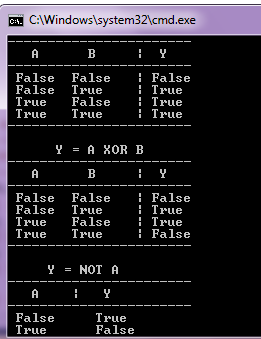 C:\Windows\system32\cmd.exe
-----------------------
A B ¦ Y
-----------------------
False False ¦ False
False True ¦ True
True False ¦ True
True True ¦ True
-----------------------
Y = A XOR B
-----------------------
A B ¦ Y
-----------------------
False False ¦ False
False True ¦ True
True False ¦ True
True True ¦ False
-----------------------
Y = NOT A
-----------------------
A ¦ Y
-----------------------
False True
True False